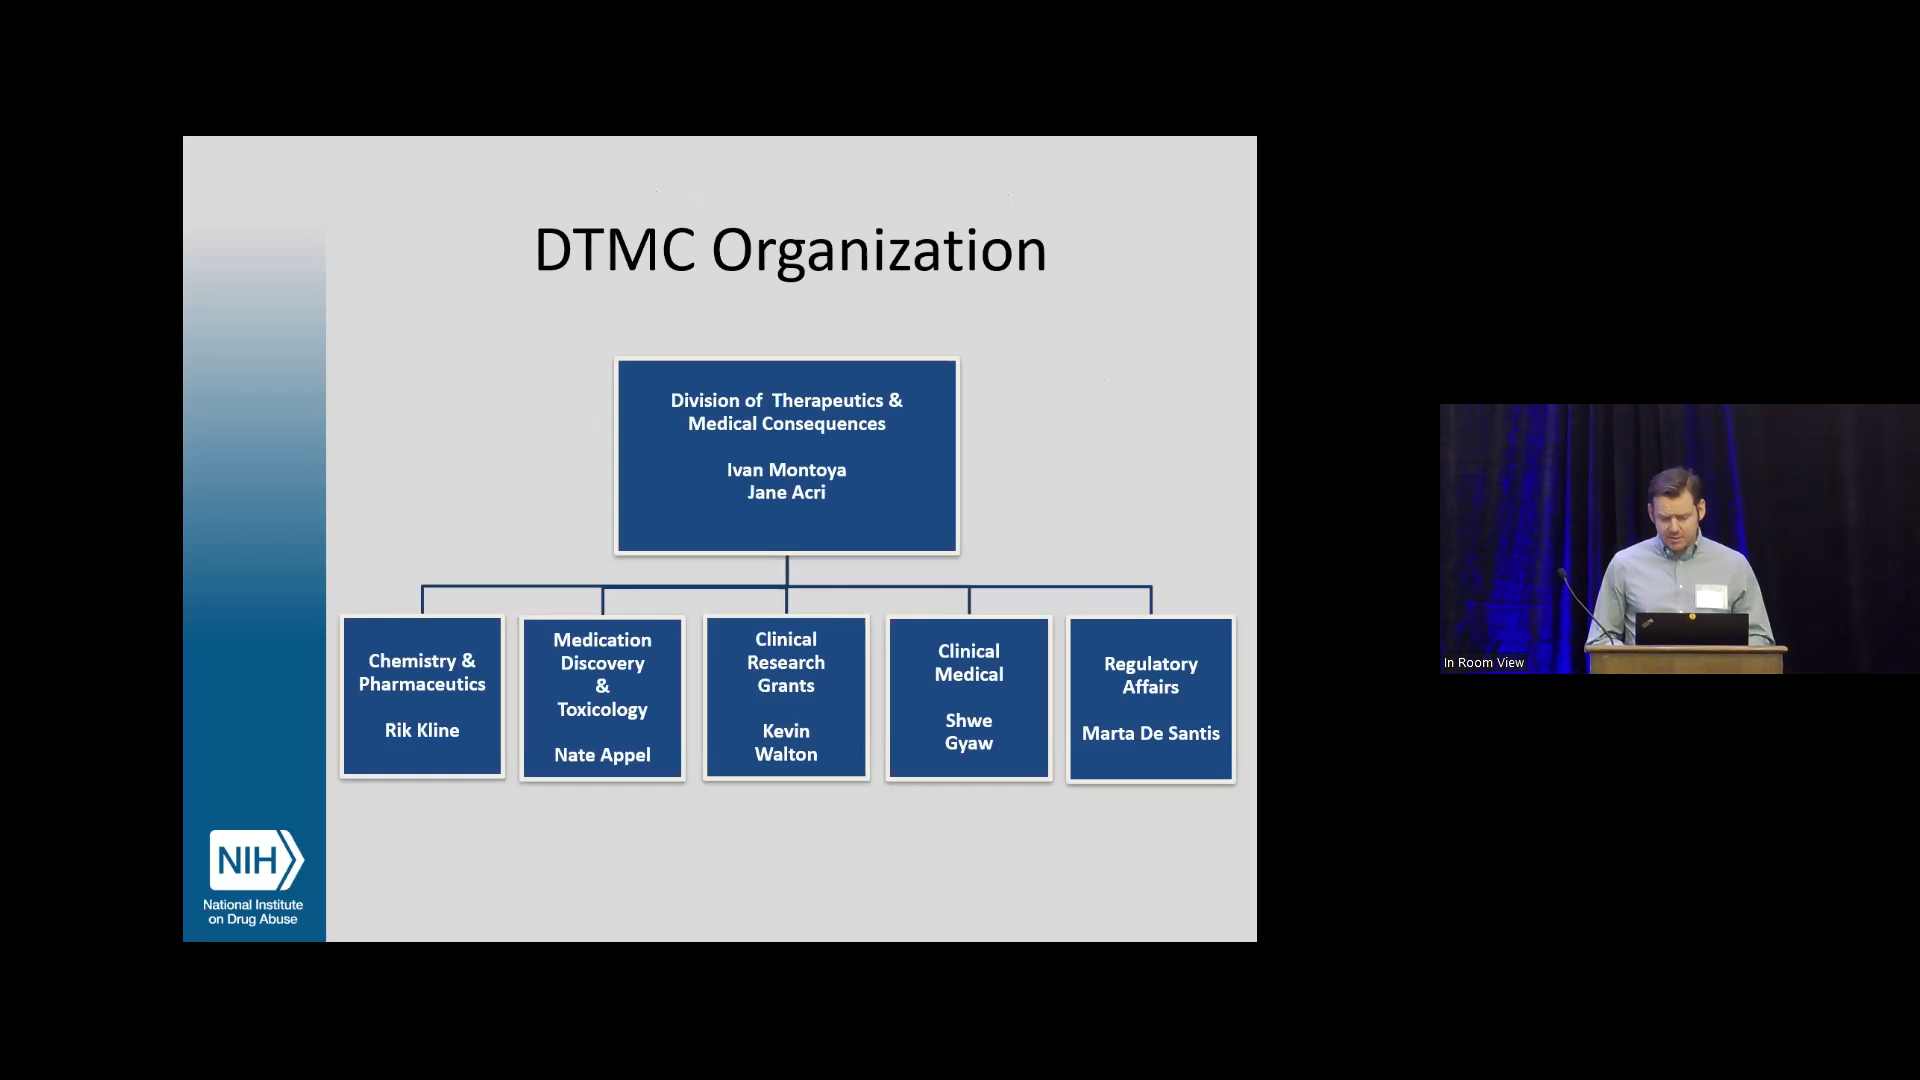 DTMC Organization
Division of Therapeutics &
Medical Consequences
Ivan Montoya
Jane Acri
Chemistry &
Pharmaceutics
Rik Kline
Medication
Discovery
&
Toxicology
Nate Appel
Clinical
Research
Grants
Kevin
Walton
Clinical
Medical
Shwe
Gyaw
Regulatory
Affairs
Marta De Santis
NIH
National Institute
on Drug Abuse
In Room View